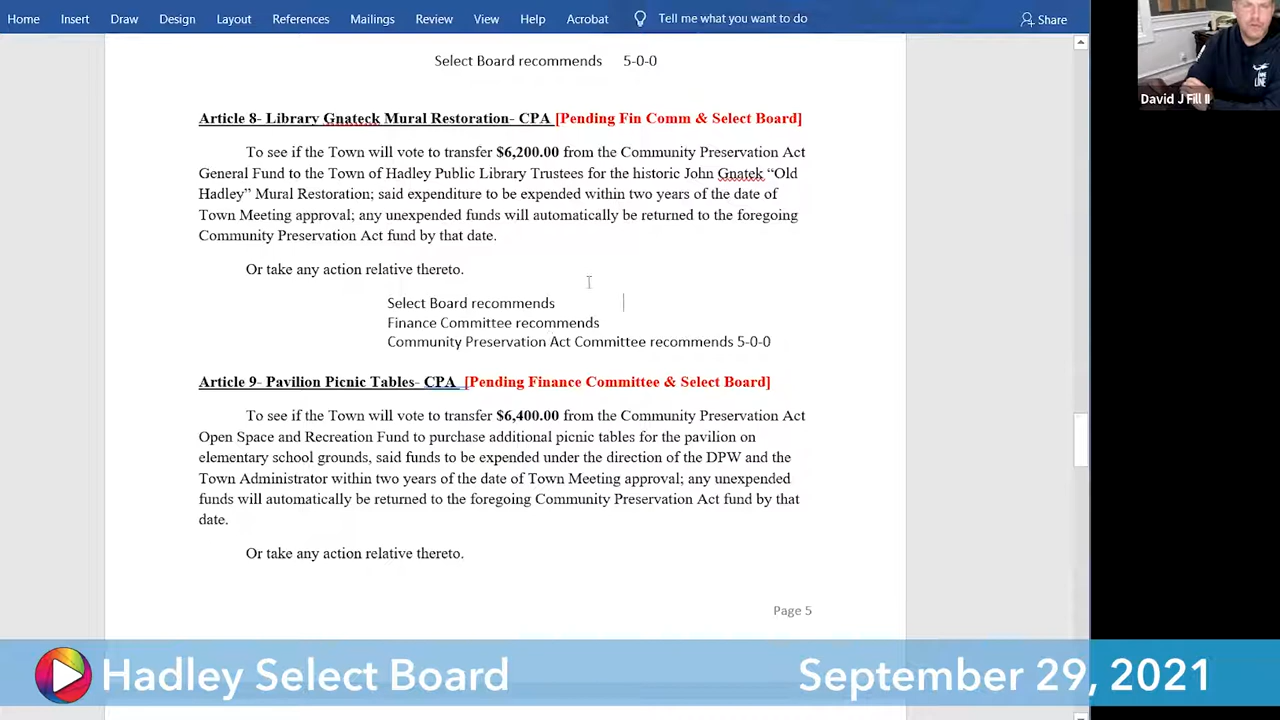 Home Insert Draw Design Layout References Mailings Review View Help Acrobat Tell me what you want to do Share
David J Fill II
Select Board recommends 5-0-0
Article 8- Library Gnateck Mural Restoration- CPA [Pending Fin Comm & Select Board]
To see if the Town will vote to transfer $6,200.00 from the Community Preservation Act
General Fund to the Town of Hadley Public Library Trustees for the historic John Gnatek “Old
Hadley” Mural Restoration; said expenditure to be expended within two years of the date of
Town Meeting approval; any unexpended funds will automatically be returned to the foregoing
Community Preservation Act fund by that date.
Or take any action relative thereto.
Select Board recommends
Finance Committee recommends
Community Preservation Act Committee recommends 5-0-0
Article 9- Pavilion Picnic Tables- CPA [Pending Finance Committee & Select Board]
To see if the Town will vote to transfer $6,400.00 from the Community Preservation Act
Open Space and Recreation Fund to purchase additional picnic tables for the pavilion on
elementary school grounds, said funds to be expended under the direction of the DPW and the
Town Administrator within two years of the date of Town Meeting approval; any unexpended
funds will automatically be returned to the foregoing Community Preservation Act fund by that
date.
Or take any action relative thereto.
Page 5
Hadley Select Board September 29, 2021